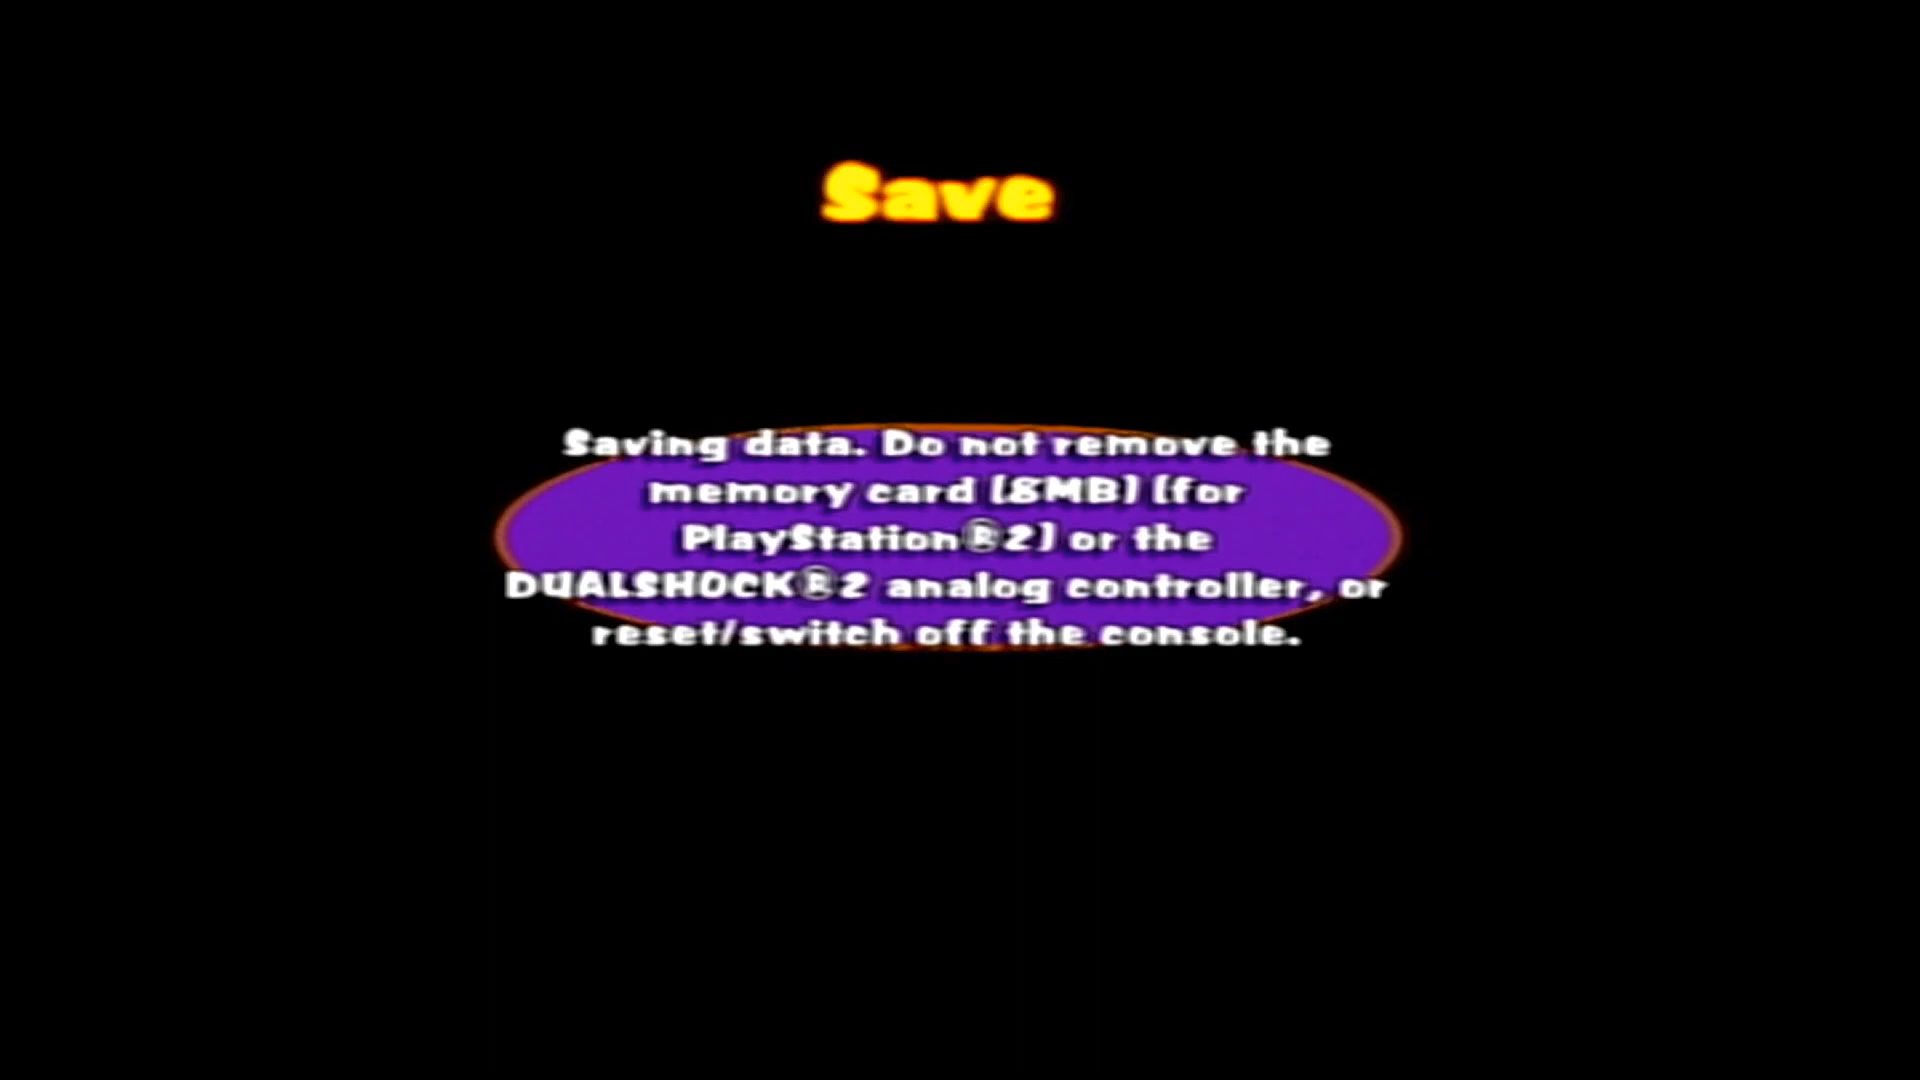 Save
Saving data. Do not remove the
memory card (8MB) (for
PlayStation®2) or the
DUALSHOCK®2 analog controller, or
reset/switch off the console.